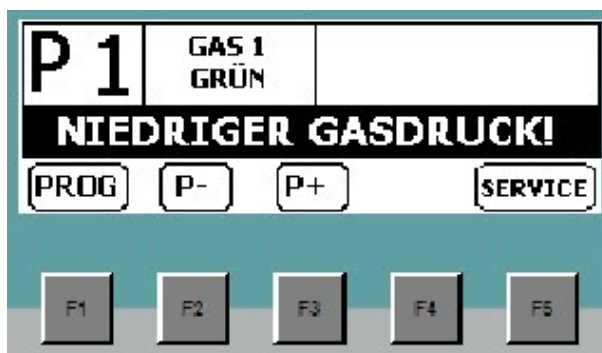 P 1
GAS 1
GRÜN
NIEDRIGER GASDRUCK!
PROG P- P+ SERVICE
F1 F2 F3 F4 F5